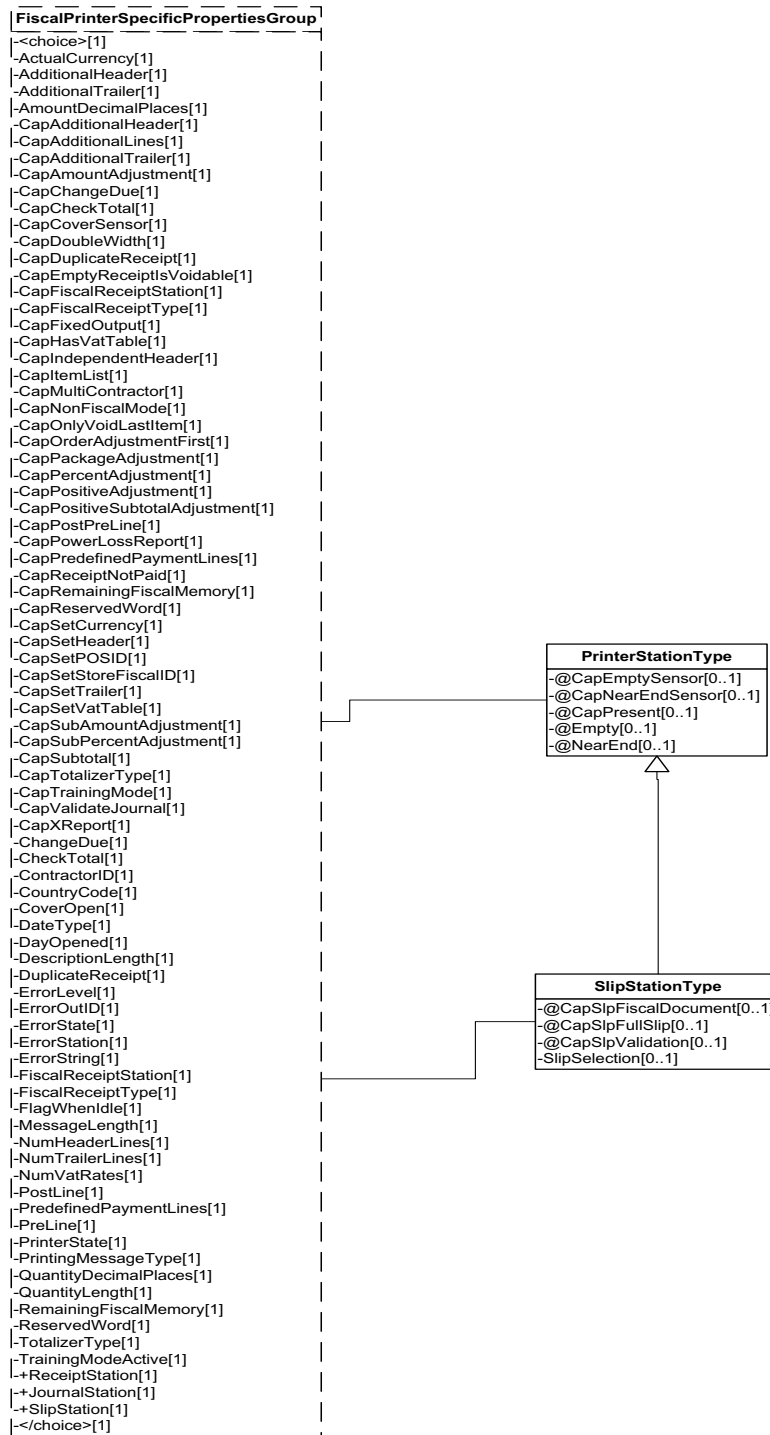 FiscalPrinterSpecificPropertiesGroup
-<choice>[1]
-ActualCurrency[1]
-AdditionalHeader[1]
-AdditionalTrailer[1]
-AmountDecimalPlaces[1]
-CapAdditionalHeader[1]
-CapAdditionalLines[1]
-CapAdditionalTrailer[1]
-CapAmountAdjustment[1]
-CapChangeDue[1]
-CapCheckTotal[1]
-CapCoverSensor[1]
-CapDoubleWidth[1]
-CapDuplicateReceipt[1]
-CapEmptyReceiptIsVoidable[1]
-CapFiscalReceiptStation[1]
-CapFiscalReceiptType[1]
-CapFixedOutput[1]
-CapHasVatTable[1]
-CapIndependentHeader[1]
-CapItemList[1]
-CapMultiContractor[1]
-CapNonFiscalMode[1]
-CapOnlyVoidLastItem[1]
-CapOrderAdjustmentFirst[1]
-CapPackageAdjustment[1]
-CapPercentAdjustment[1]
-CapPositiveAdjustment[1]
-CapPositiveSubtotalAdjustment[1]
-CapPostPreLine[1]
-CapPowerLossReport[1]
-CapPredefinedPaymentLines[1]
-CapReceiptNotPaid[1]
-CapRemainingFiscalMemory[1]
-CapReservedWord[1]
-CapSetCurrency[1]
-CapSetHeader[1]
-CapSetPOSID[1]
-CapSetStoreFiscalID[1]
-CapSetTrailer[1]
-CapSetVatTable[1]
-CapSubAmountAdjustment[1]
-CapSubPercentAdjustment[1]
-CapSubtotal[1]
-CapTotalizerType[1]
-CapTrainingMode[1]
-CapValidateJournal[1]
-CapXReport[1]
-ChangeDue[1]
-CheckTotal[1]
-ContractorID[1]
-CountryCode[1]
-CoverOpen[1]
-DateType[1]
-DayOpened[1]
-DescriptionLength[1]
-DuplicateReceipt[1]
-ErrorLevel[1]
-ErrorOutID[1]
-ErrorState[1]
-ErrorStation[1]
-ErrorString[1]
-FiscalReceiptStation[1]
-FiscalReceiptType[1]
-FlagWhenIdle[1]
-MessageLength[1]
-NumHeaderLines[1]
-NumTrailerLines[1]
-NumVatRates[1]
-PostLine[1]
-PredefinedPaymentLines[1]
-PreLine[1]
-PrinterState[1]
-PrintingMessageType[1]
-QuantityDecimalPlaces[1]
-QuantityLength[1]
-RemainingFiscalMemory[1]
-ReservedWord[1]
-TotalizerType[1]
-TrainingModeActive[1]
-+ReceiptStation[1]
-+JournalStation[1]
-+SlipStation[1]
-</choice>[1]
PrinterStationType
-@CapEmptySensor[0..1]
-@CapNearEndSensor[0..1]
-@CapPresent[0..1]
-@Empty[0..1]
-@NearEnd[0..1]
SlipStationType
-@CapSlpFiscalDocument[0..1]
-@CapSlpFullSlip[0..1]
-@CapSlpValidation[0..1]
-SlipSelection[0..1]